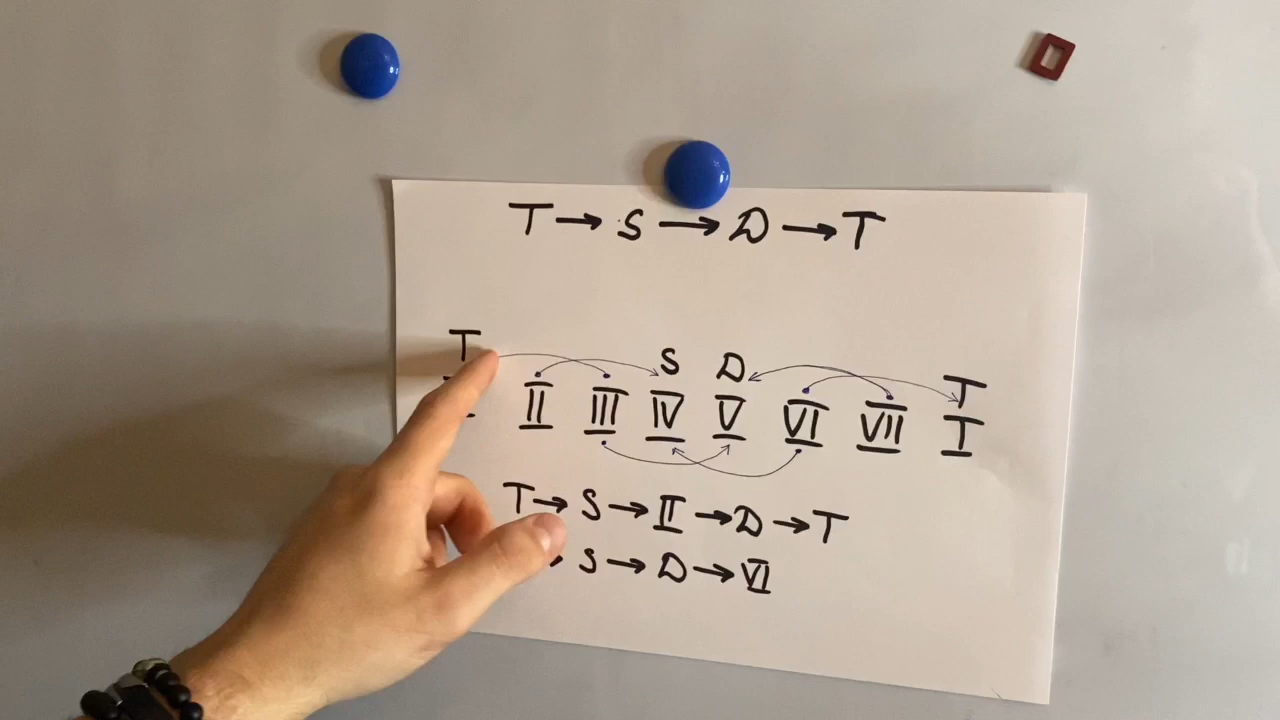 T → S → D → T
T S D T
II III IV V VI VII I
T → S → II → D → T
S → D → VI